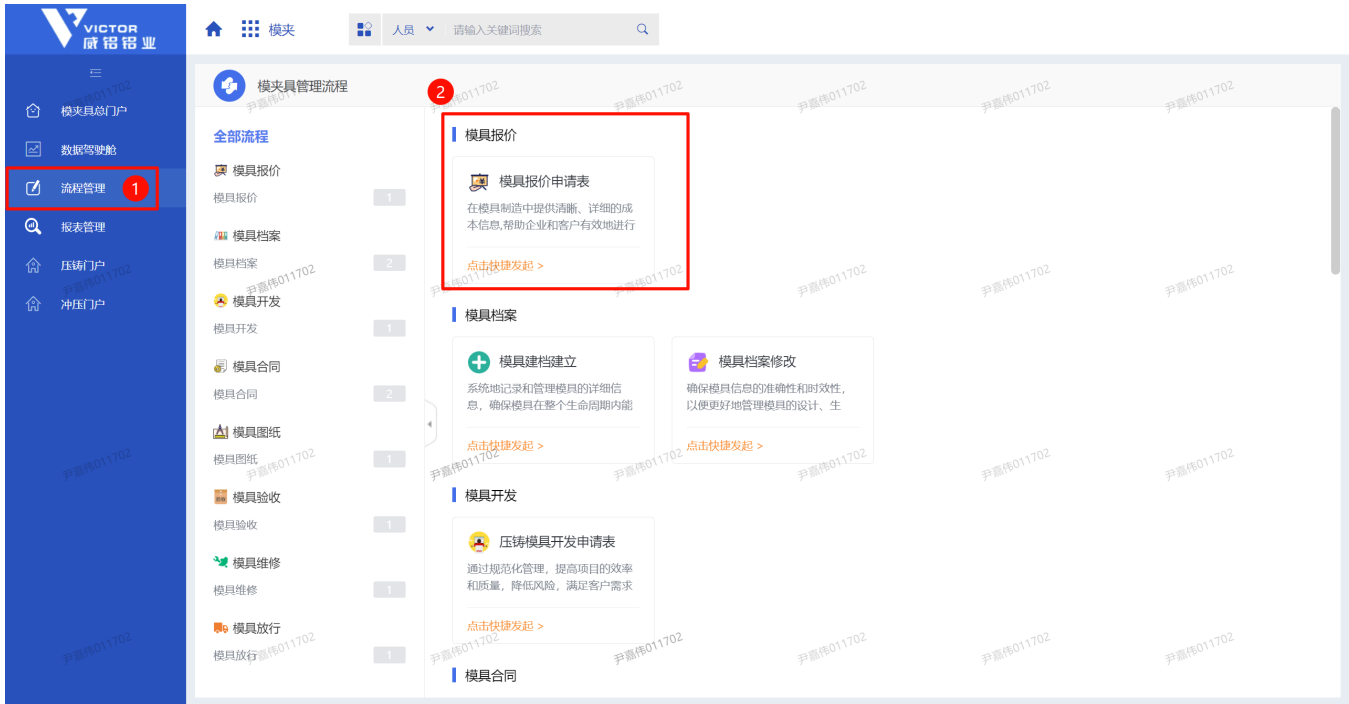 VICTOR
威铝铝业
模夹
人员
请输入关键词搜索
模夹具总门户
数据驾驶舱
流程管理
1
报表管理
压铸门户
冲压门户
模夹具管理流程
2
全部流程
模具报价
模具报价
1
模具档案
模具档案
2
模具开发
模具开发
1
模具合同
模具合同
2
模具图纸
模具图纸
1
模具验收
模具验收
1
模具维修
模具维修
1
模具放行
模具放行
1
模具报价
模具报价申请表
在模具制造中提供清晰、详细的成
本信息,帮助企业和客户有效地进行
点击快捷发起 >
模具档案
模具建档建立
系统地记录和管理模具的详细信
息，确保模具在整个生命周期内能
点击快捷发起 >
模具档案修改
确保模具信息的准确性和时效性，
以便更好地管理模具的设计、生
点击快捷发起 >
模具开发
压铸模具开发申请表
通过规范化管理，提高项目的效率
和质量，降低风险，满足客户需求
点击快捷发起 >
模具合同
尹嘉伟011702